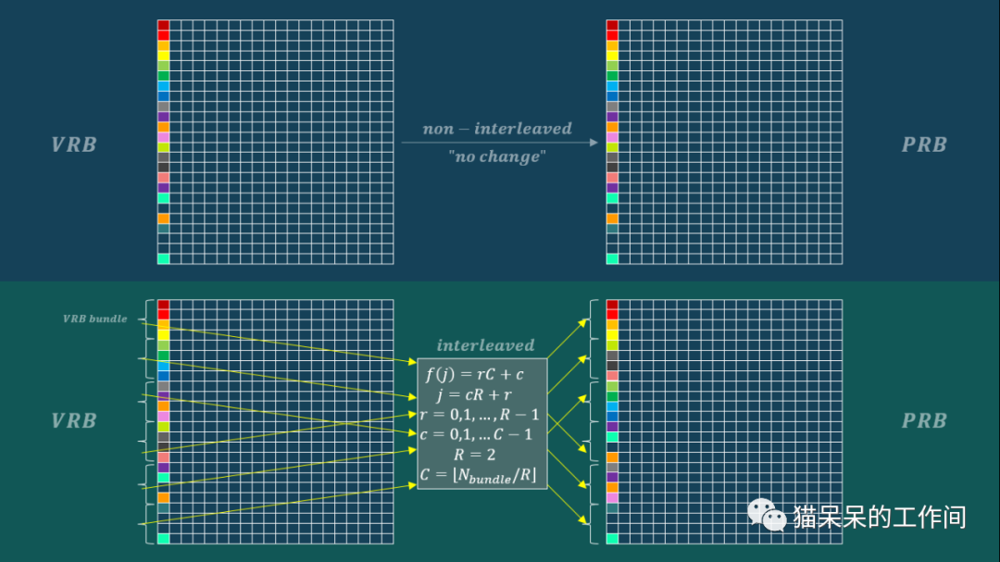 VRB
non − interleaved
"no change"
PRB
VRB bundle
VRB
interleaved
f(j) = rC + c
j = cR + r
r = 0,1, …, R − 1
c = 0,1, … C − 1
R = 2
C = ⌊N_bundle/R⌋
PRB
猫呆呆的工作间